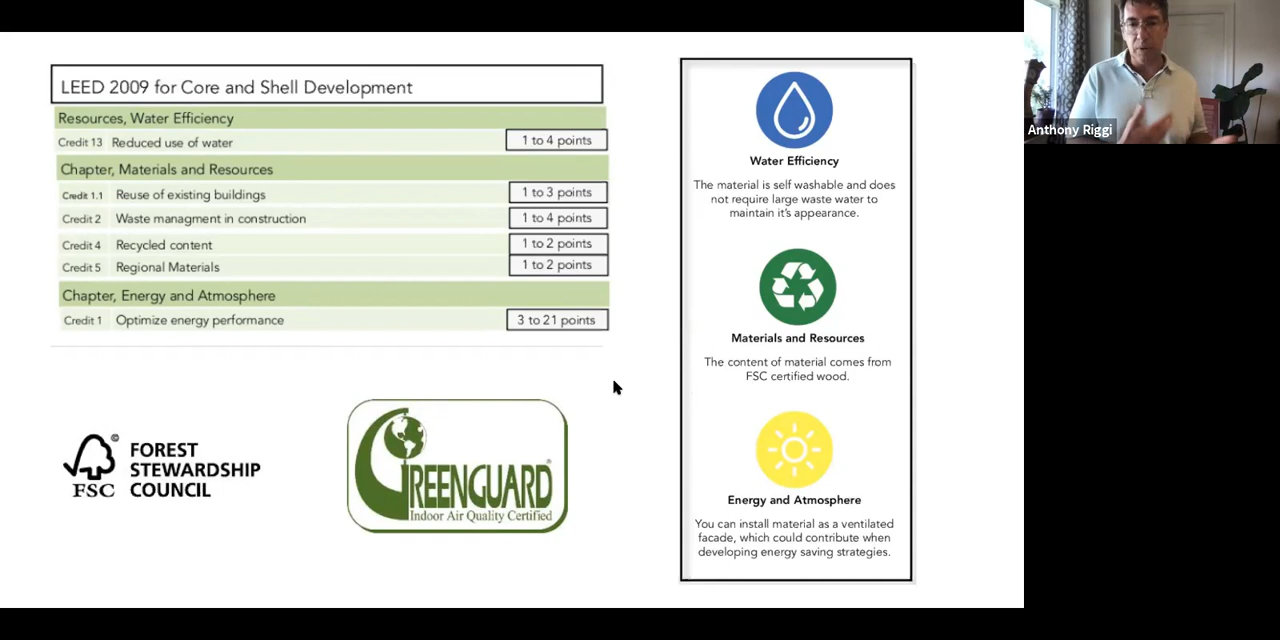 LEED 2009 for Core and Shell Development
Resources, Water Efficiency
Credit 13 Reduced use of water 1 to 4 points
Chapter, Materials and Resources
Credit 1.1 Reuse of existing buildings 1 to 3 points
Credit 2 Waste managment in construction 1 to 4 points
Credit 4 Recycled content 1 to 2 points
Credit 5 Regional Materials 1 to 2 points
Chapter, Energy and Atmosphere
Credit 1 Optimize energy performance 3 to 21 points
©
FSC
FOREST
STEWARDSHIP
COUNCIL
GREENGUARD®
Indoor Air Quality Certified
Water Efficiency
The material is self washable and does
not require large waste water to
maintain it’s appearance.
Materials and Resources
The content of material comes from
FSC certified wood.
Energy and Atmosphere
You can install material as a ventilated
facade, which could contribute when
developing energy saving strategies.
Anthony Riggi